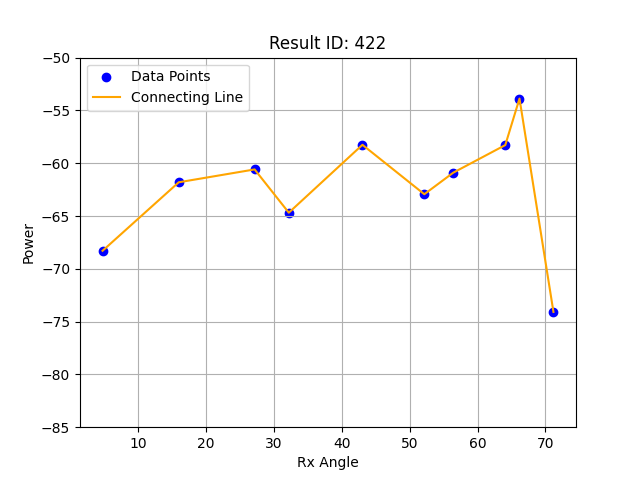 Result ID: 422
Data Points
Connecting Line
Power
−50
−55
−60
−65
−70
−75
−80
−85
10 20 30 40 50 60 70
Rx Angle